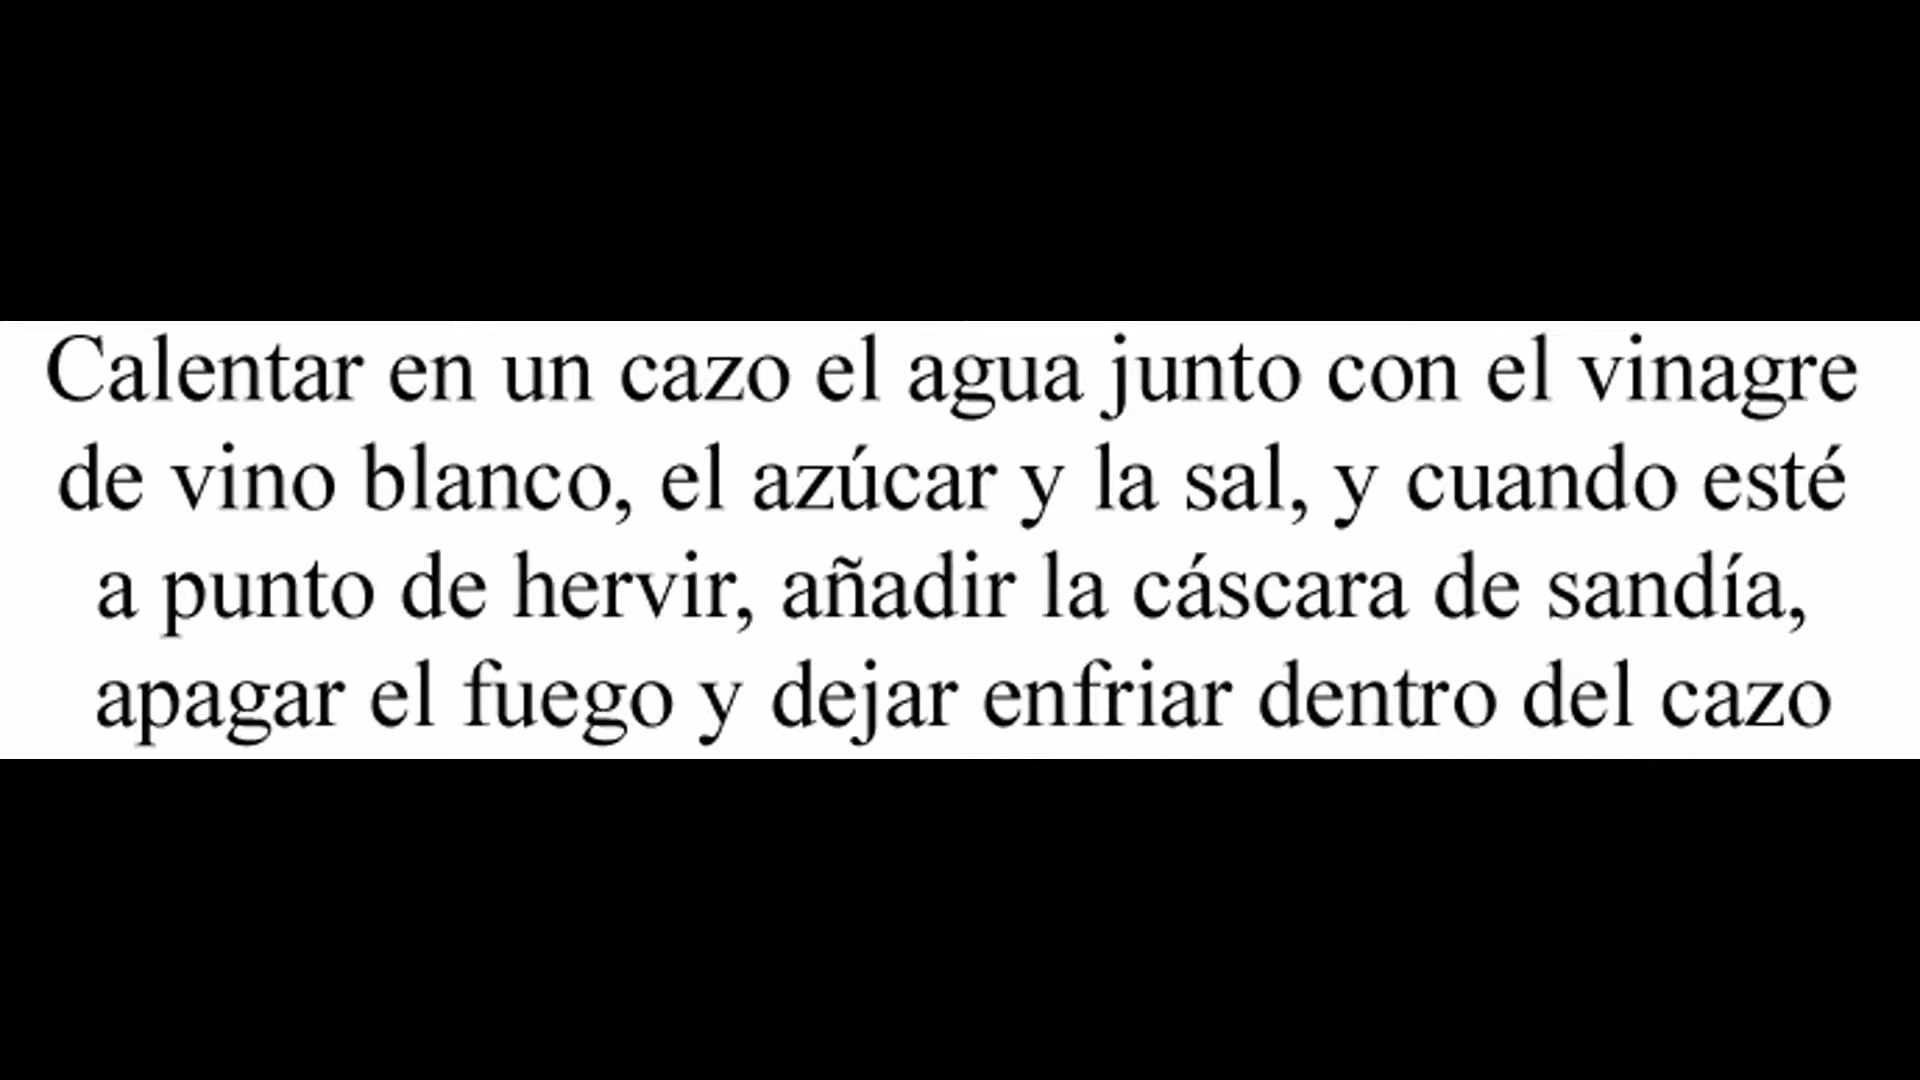 Calentar en un cazo el agua junto con el vinagre
de vino blanco, el azúcar y la sal, y cuando esté
a punto de hervir, añadir la cáscara de sandía,
apagar el fuego y dejar enfriar dentro del cazo